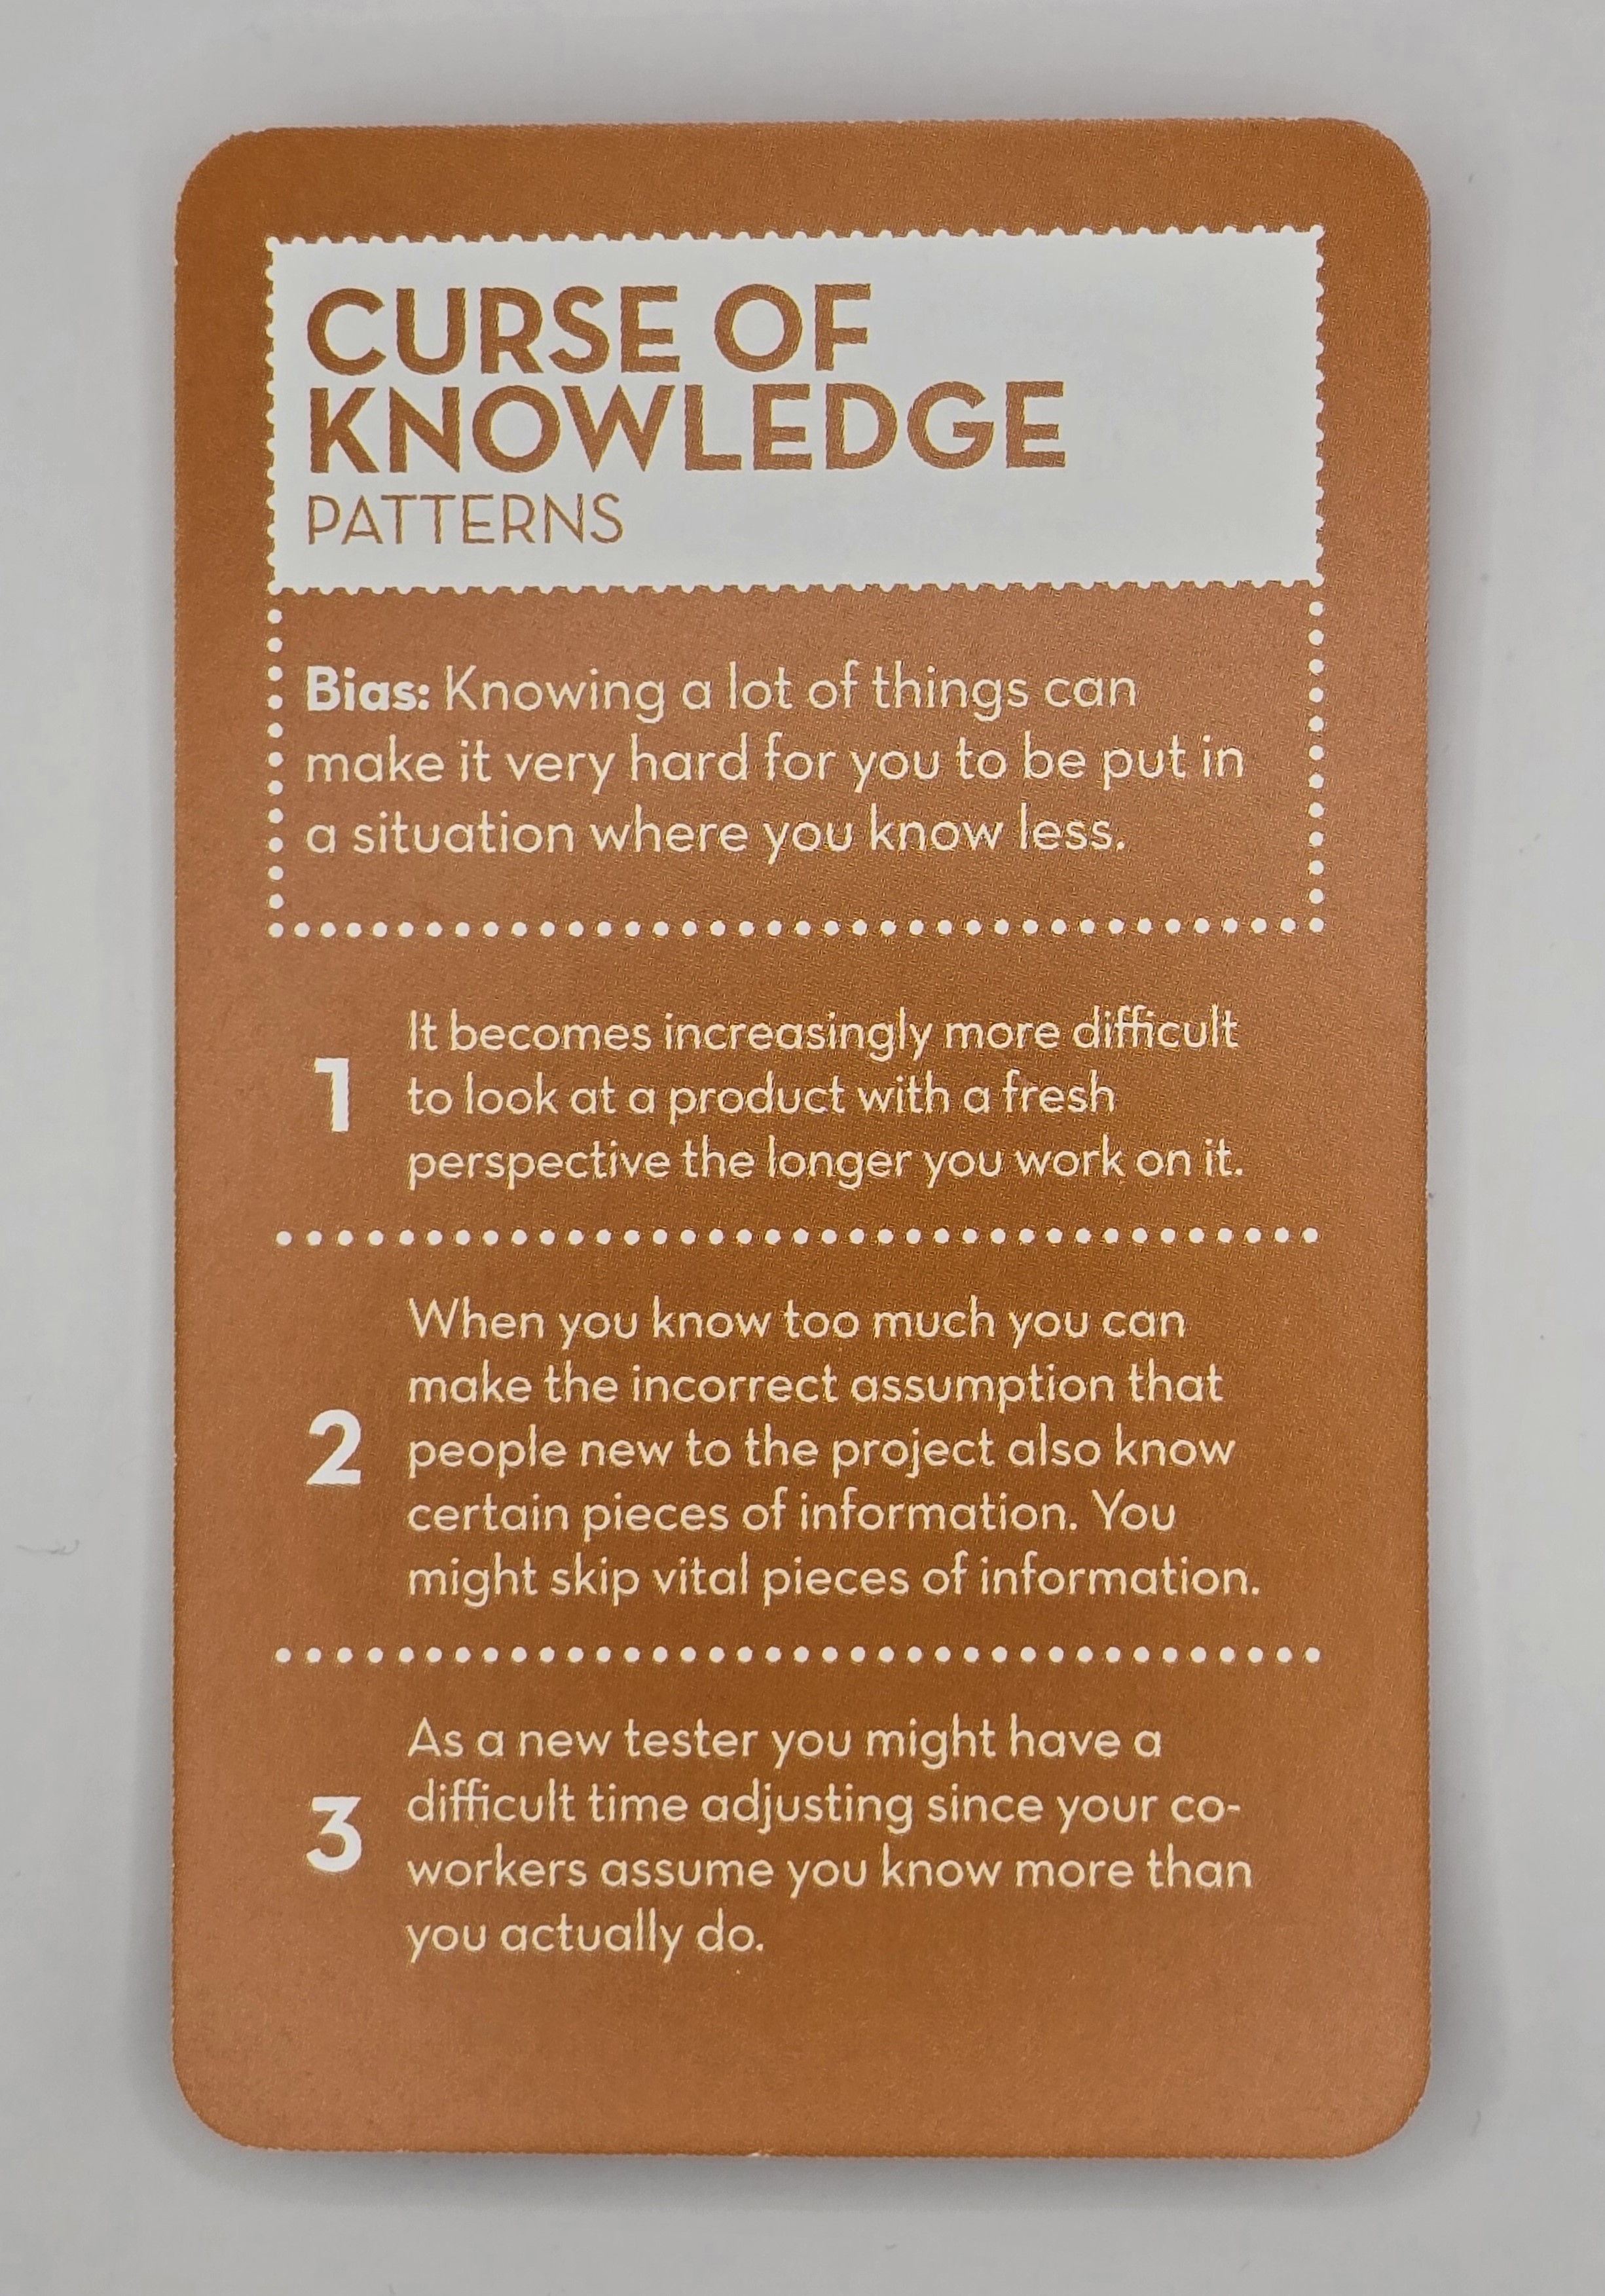 CURSE OF
KNOWLEDGE
PATTERNS
Bias: Knowing a lot of things can
make it very hard for you to be put in
a situation where you know less.
1
It becomes increasingly more difficult
to look at a product with a fresh
perspective the longer you work on it.
2
When you know too much you can
make the incorrect assumption that
people new to the project also know
certain pieces of information. You
might skip vital pieces of information.
3
As a new tester you might have a
difficult time adjusting since your co-
workers assume you know more than
you actually do.